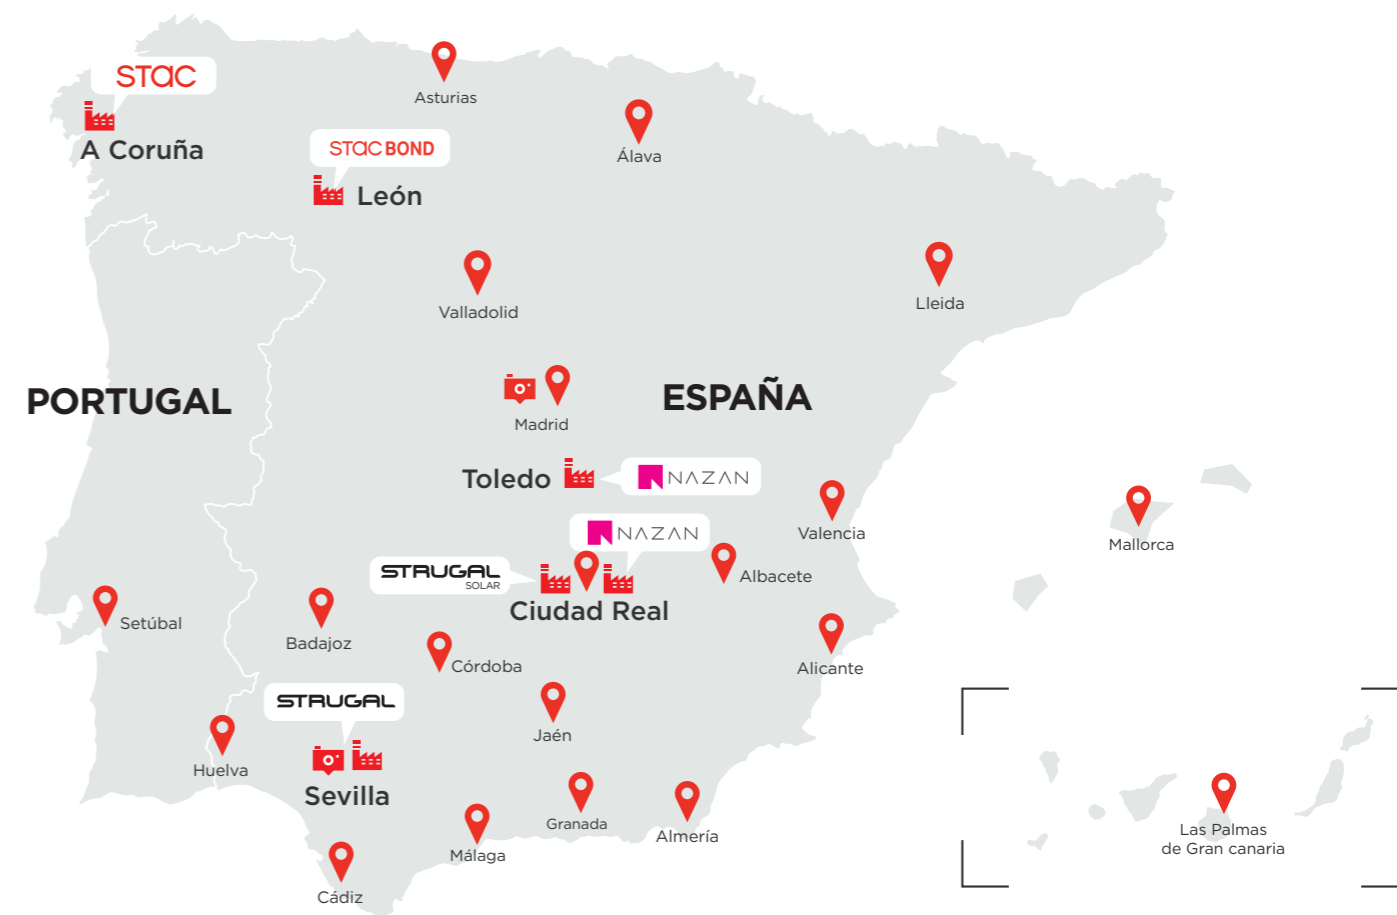 STAC
Asturias
A Coruña
STAC BOND
Álava
León
Valladolid
Lleida
PORTUGAL
ESPAÑA
Madrid
Toledo
NAZAN
NAZAN
Valencia
Mallorca
STRUGAL
SOLAR
Albacete
Ciudad Real
Setúbal
Badajoz
Córdoba
Alicante
STRUGAL
Jaén
Huelva
Sevilla
Granada
Almería
Málaga
Cádiz
Las Palmas
de Gran canaria